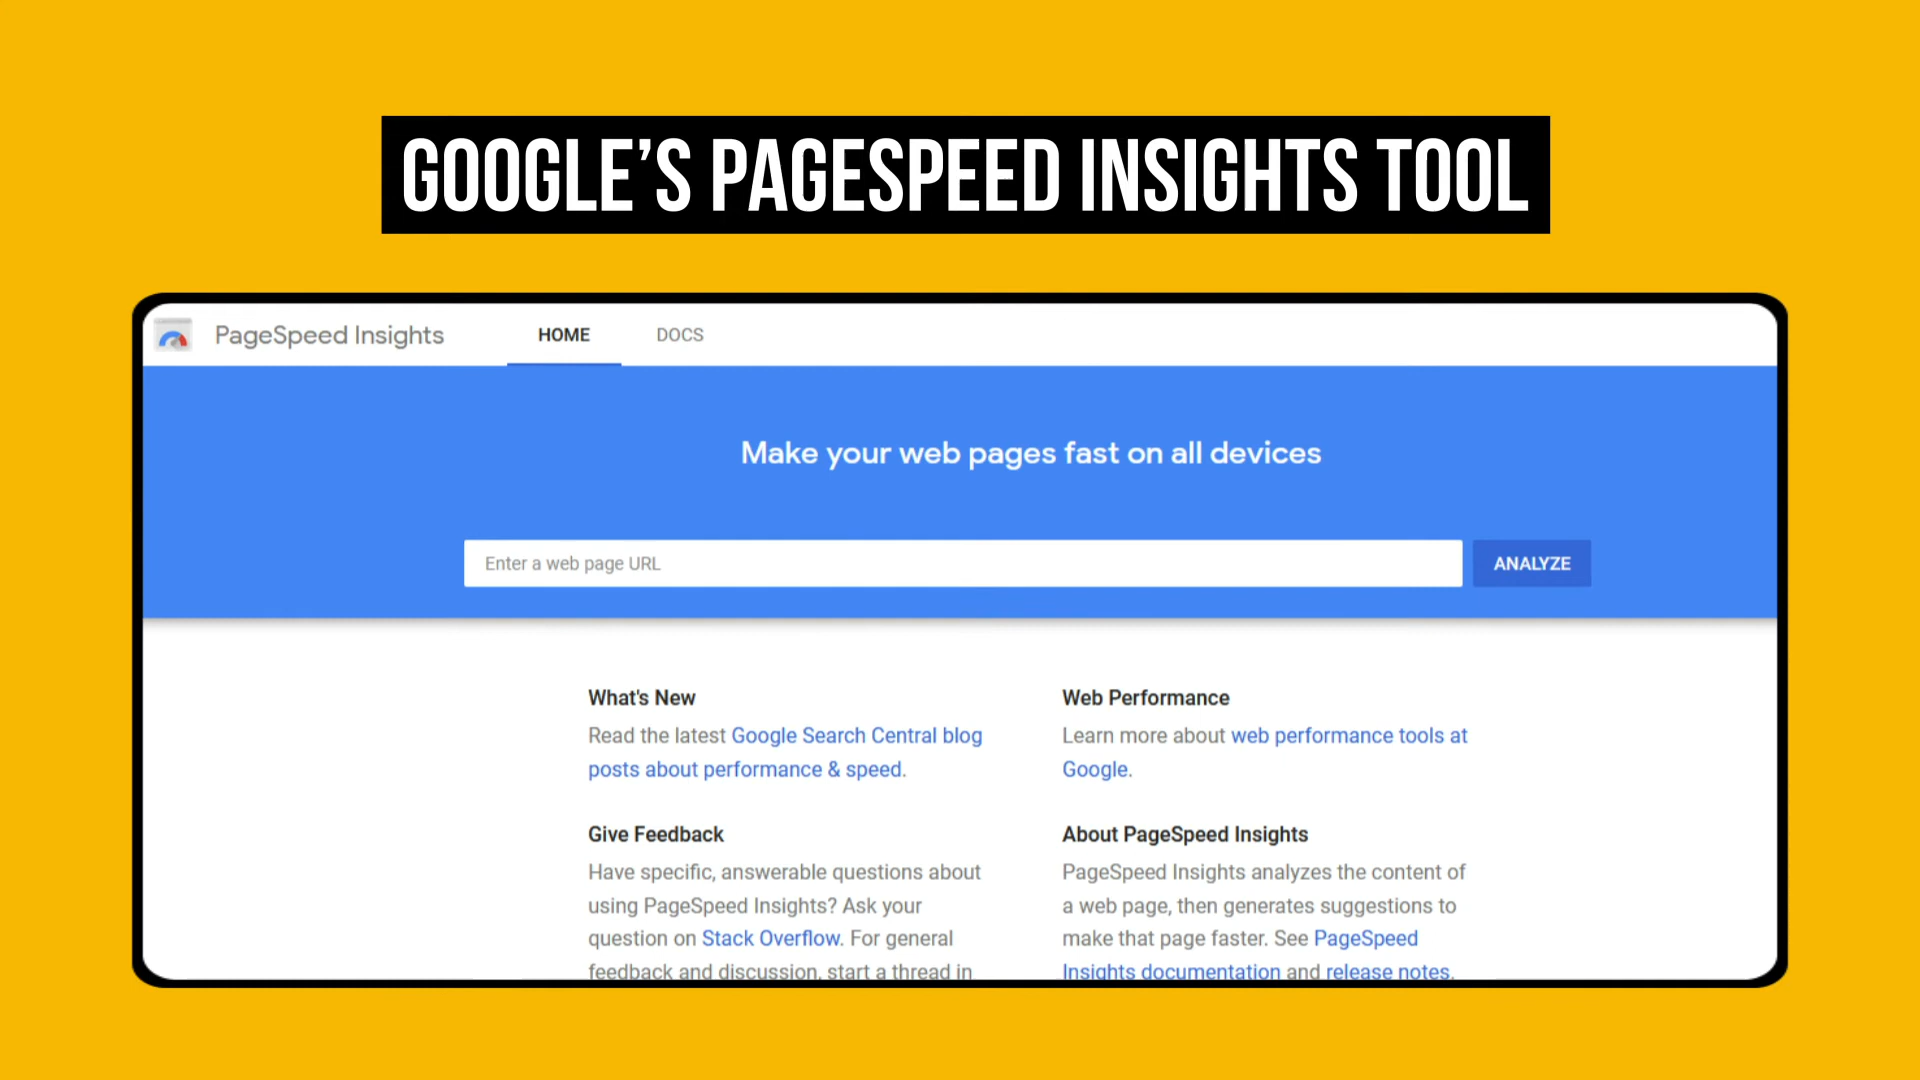 GOOGLE’S PAGESPEED INSIGHTS TOOL
PageSpeed Insights
HOME
DOCS
Make your web pages fast on all devices
Enter a web page URL
ANALYZE
What's New
Read the latest Google Search Central blog
posts about performance & speed.
Web Performance
Learn more about web performance tools at
Google.
Give Feedback
Have specific, answerable questions about
using PageSpeed Insights? Ask your
question on Stack Overflow. For general
feedback and discussion, start a thread in
About PageSpeed Insights
PageSpeed Insights analyzes the content of
a web page, then generates suggestions to
make that page faster. See PageSpeed
Insights documentation and release notes.